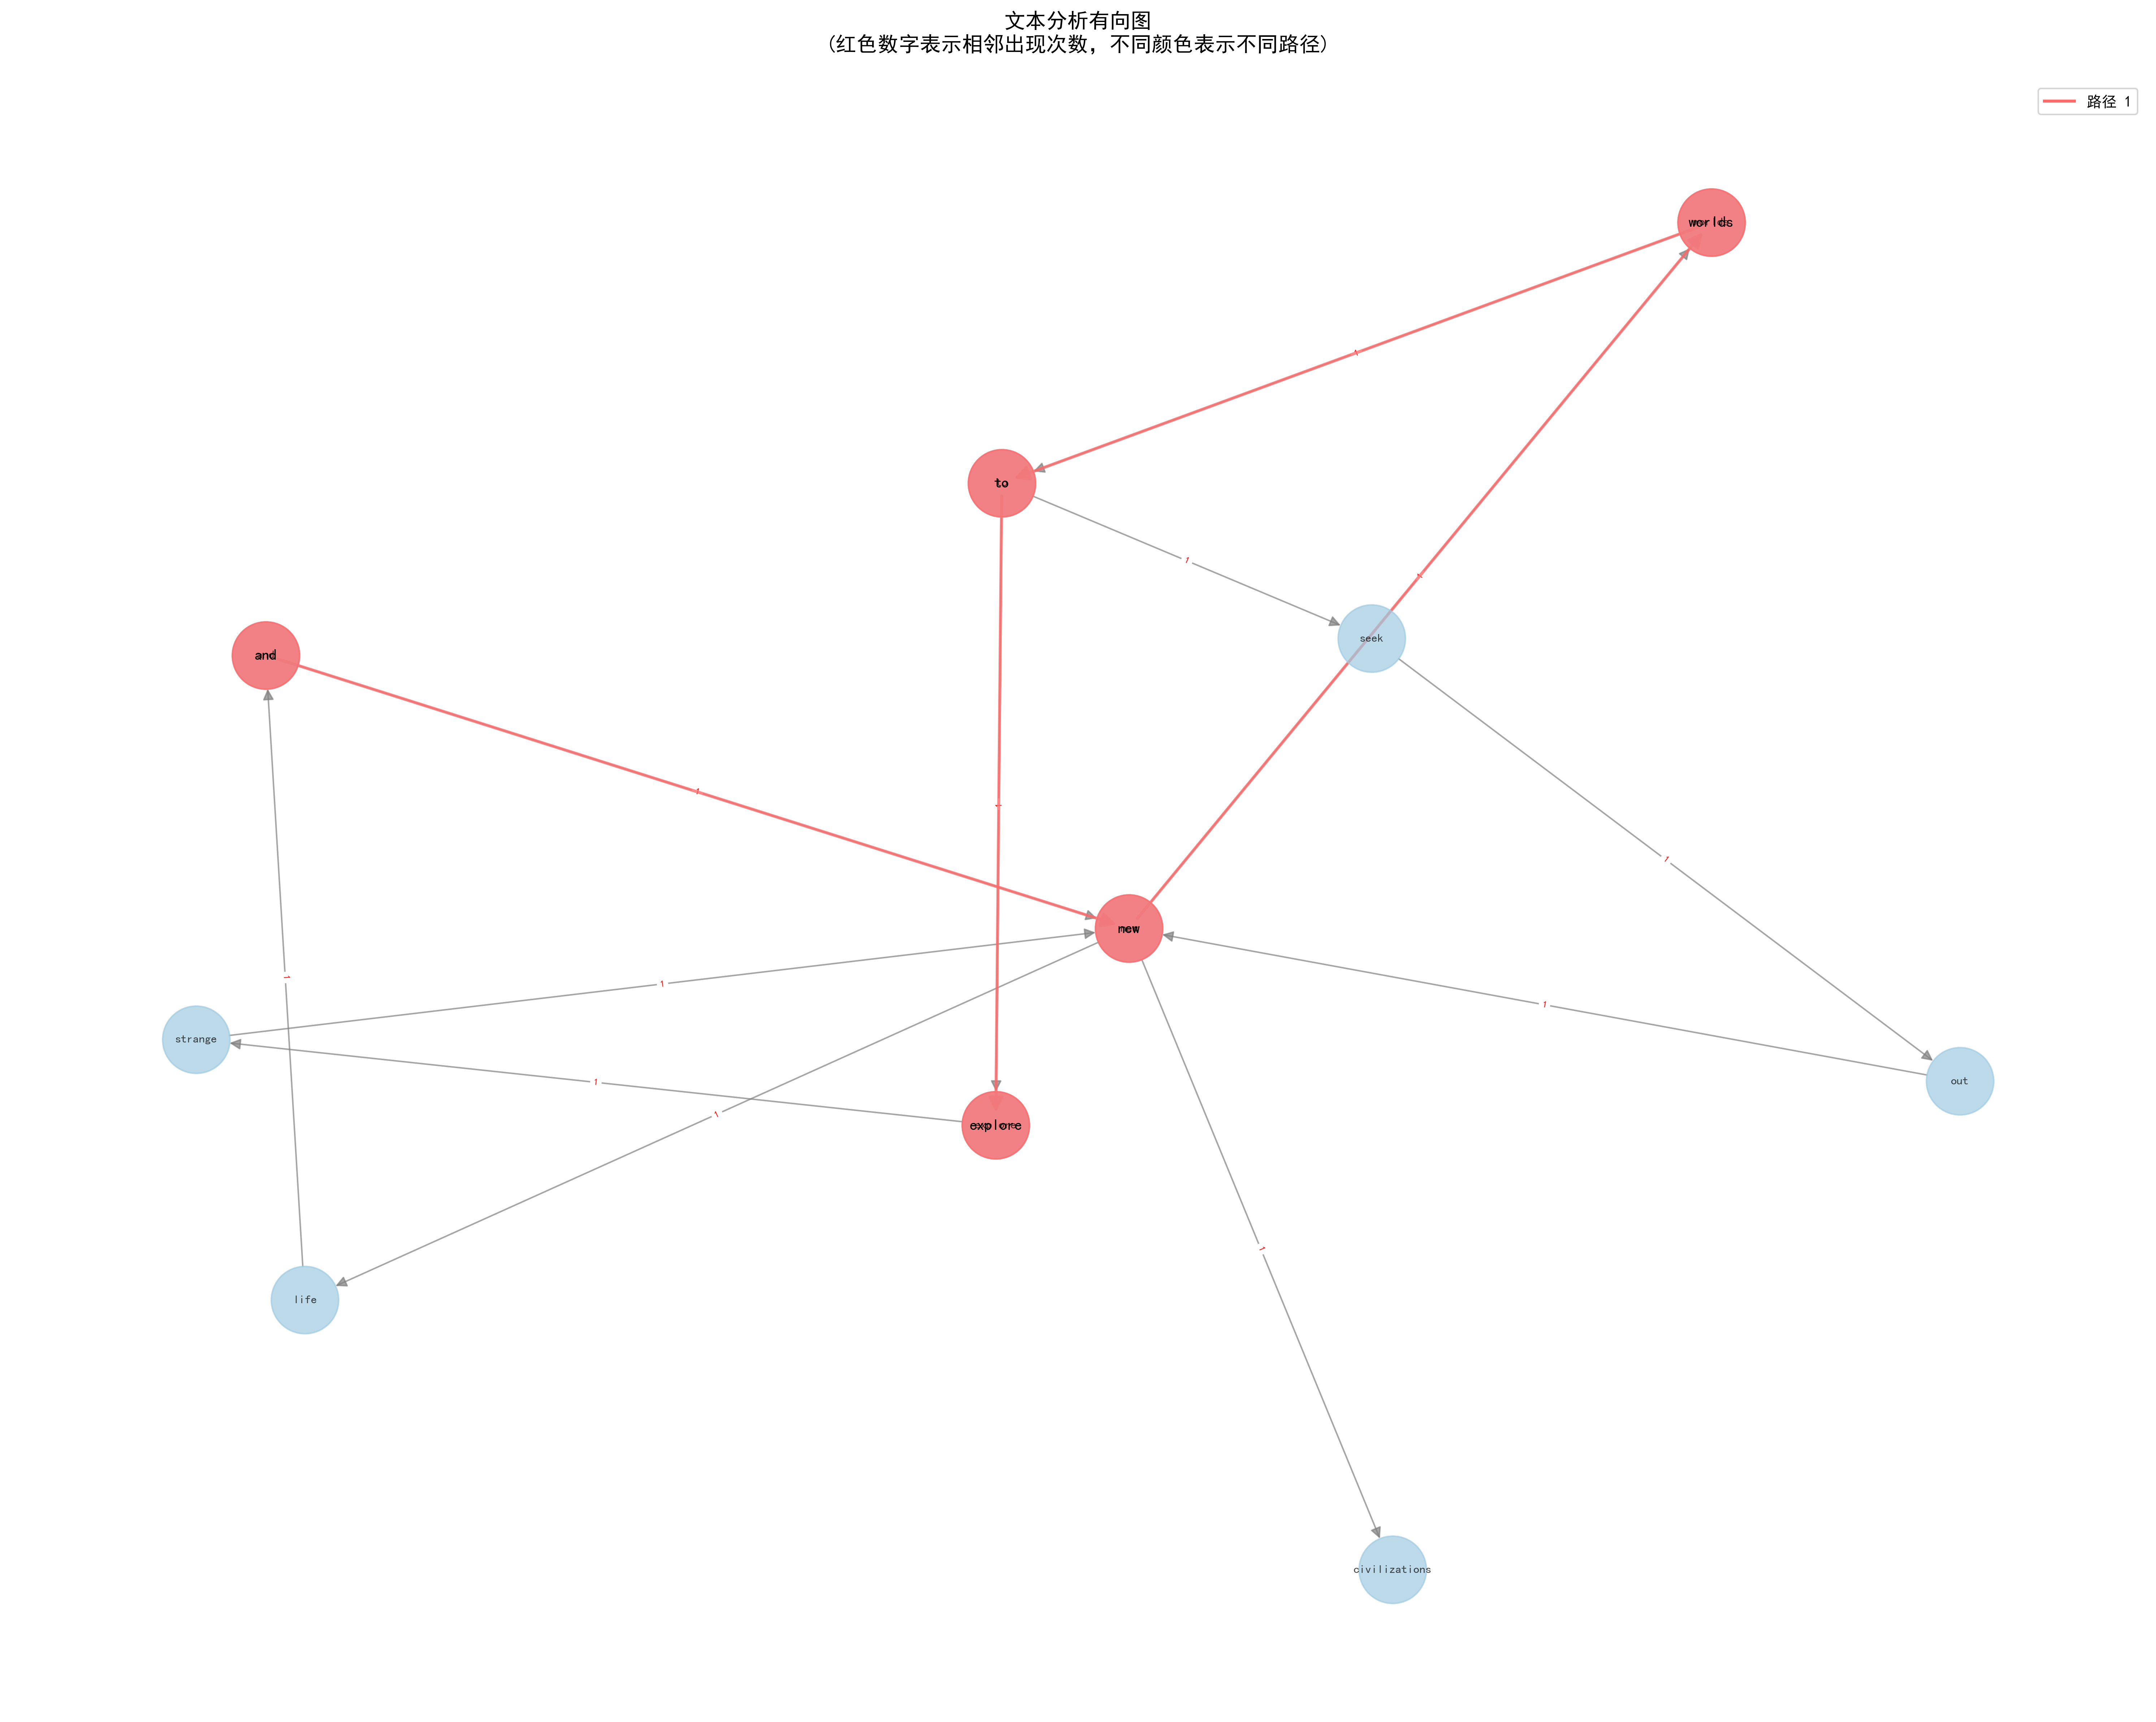 文本分析有向图
(红色数字表示相邻出现次数，不同颜色表示不同路径)
路径 1
worlds
1
to
1
1
seek
and
1
1
1
new
1
1
strange
1
out
1
explore
1
1
life
civilizations